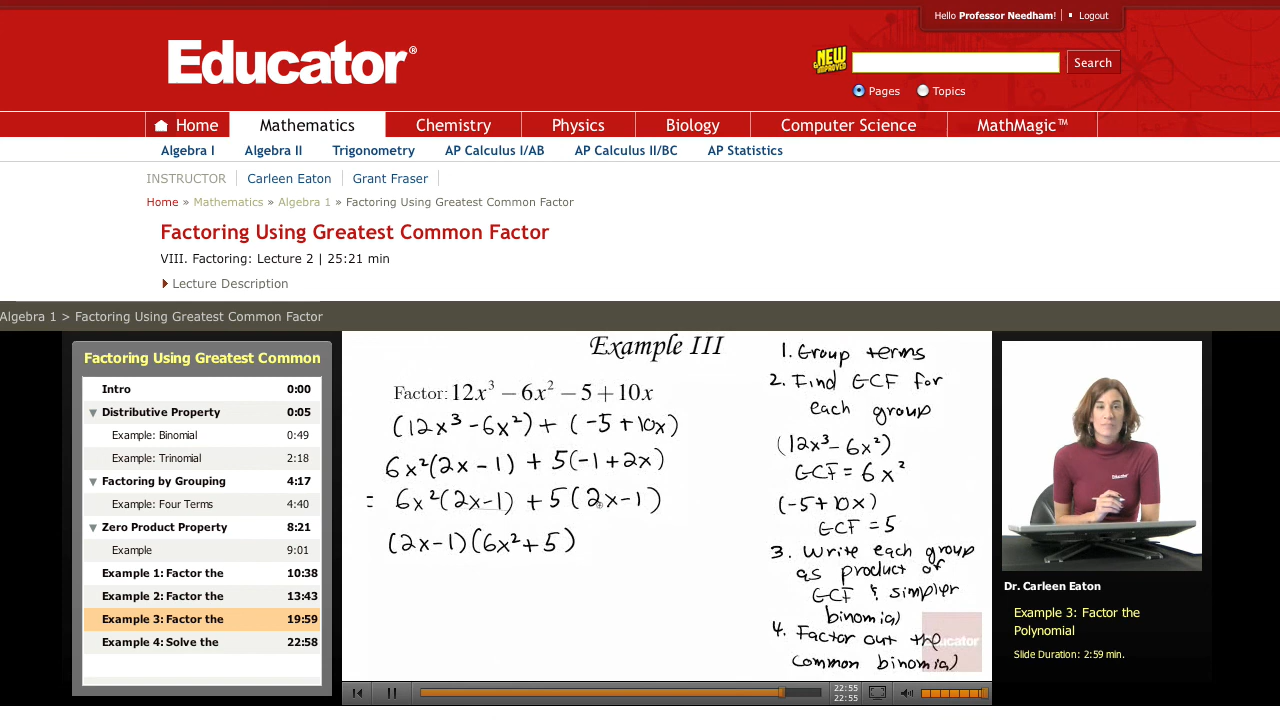 Hello Professor Needham! Logout
Educator®
NEW & IMPROVED
Search
Pages Topics
Home Mathematics Chemistry Physics Biology Computer Science MathMagic™
Algebra I Algebra II Trigonometry AP Calculus I/AB AP Calculus II/BC AP Statistics
INSTRUCTOR Carleen Eaton Grant Fraser
Home » Mathematics » Algebra 1 » Factoring Using Greatest Common Factor
Factoring Using Greatest Common Factor
VIII. Factoring: Lecture 2 | 25:21 min
Lecture Description
Algebra 1 > Factoring Using Greatest Common Factor
Factoring Using Greatest Common
Intro 0:00
Distributive Property 0:05
Example: Binomial 0:49
Example: Trinomial 2:18
Factoring by Grouping 4:17
Example: Four Terms 4:40
Zero Product Property 8:21
Example 9:01
Example 1: Factor the 10:38
Example 2: Factor the 13:43
Example 3: Factor the 19:59
Example 4: Solve the 22:58
Example III
Factor: 12x³ – 6x² – 5 + 10x
(12x³ - 6x²) + (-5 + 10x)
6x²(2x - 1) + 5(-1 + 2x)
= 6x²(2x-1) + 5(2x-1)
(2x-1)(6x²+5)
1. Group terms
2. Find GCF for
each group
(12x³ - 6x²)
GCF = 6x²
(-5 + 10x)
GCF = 5
3. Write each group
as product of
GCF & simpler
binomial
4. Factor out the
common binomial
Educator
22:55
22:55
Educator
Dr. Carleen Eaton
Example 3: Factor the
Polynomial
Slide Duration: 2:59 min.